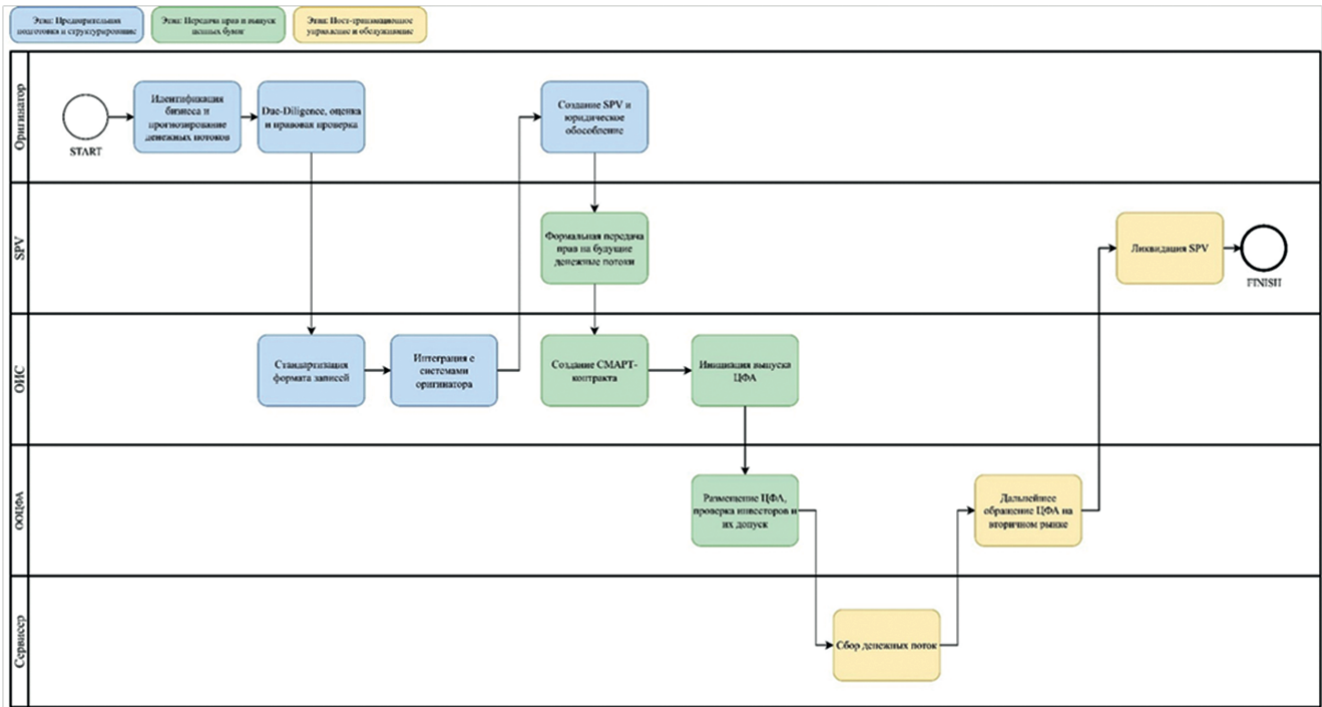 Этап: Предварительная
подготовка и структурирование
Этап: Передача прав и выпуск
ценных бумаг
Этап: Пост-транзакционное
управление и обслуживание
Оригинатор
START
Идентификация
бизнеса и
прогнозирование
денежных потоков
Due-Diligence, оценка
и правовая проверка
Создание SPV и
юридическое
обособление
SPV
Формальная передача
прав на будущие
денежные потоки
Ликвидация SPV
FINISH
ОИС
Стандартизация
формата записей
Интеграция с
системами
оригинатора
Создание СМАРТ-
контракта
Инициация выпуска
ЦФА
ООЦФА
Размещение ЦФА,
проверка инвесторов и
их допуск
Дальнейшее
обращение ЦФА на
вторичном рынке
Сервисер
Сбор денежных поток